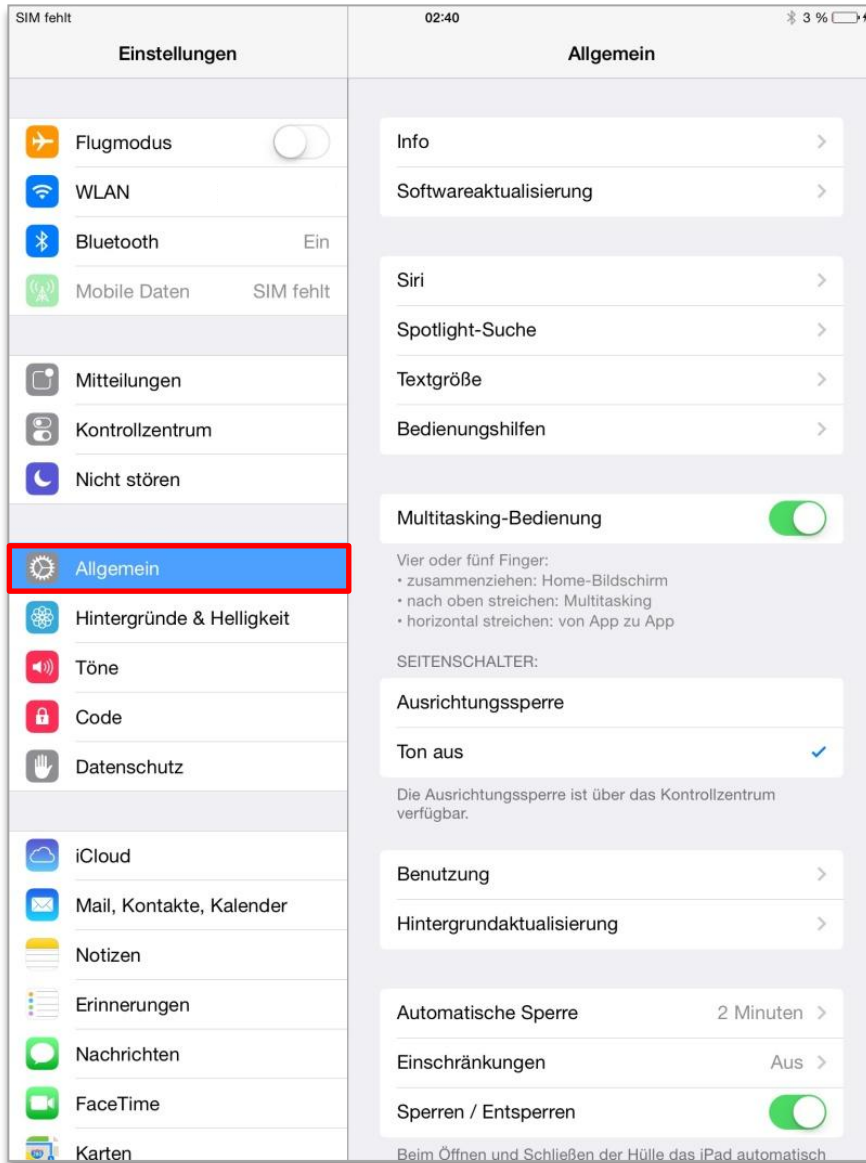 SIM fehlt
02:40
3 %
Einstellungen
Allgemein
Flugmodus
WLAN
Bluetooth Ein
Mobile Daten SIM fehlt
Mitteilungen
Kontrollzentrum
Nicht stören
Allgemein
Hintergründe & Helligkeit
Töne
Code
Datenschutz
iCloud
Mail, Kontakte, Kalender
Notizen
Erinnerungen
Nachrichten
FaceTime
Karten
Info
Softwareaktualisierung
Siri
Spotlight-Suche
Textgröße
Bedienungshilfen
Multitasking-Bedienung
Vier oder fünf Finger:
• zusammenziehen: Home-Bildschirm
• nach oben streichen: Multitasking
• horizontal streichen: von App zu App
SEITENSCHALTER:
Ausrichtungssperre
Ton aus
Die Ausrichtungssperre ist über das Kontrollzentrum
verfügbar.
Benutzung
Hintergrundaktualisierung
Automatische Sperre 2 Minuten
Einschränkungen Aus
Sperren / Entsperren
Beim Öffnen und Schließen der Hülle das iPad automatisch